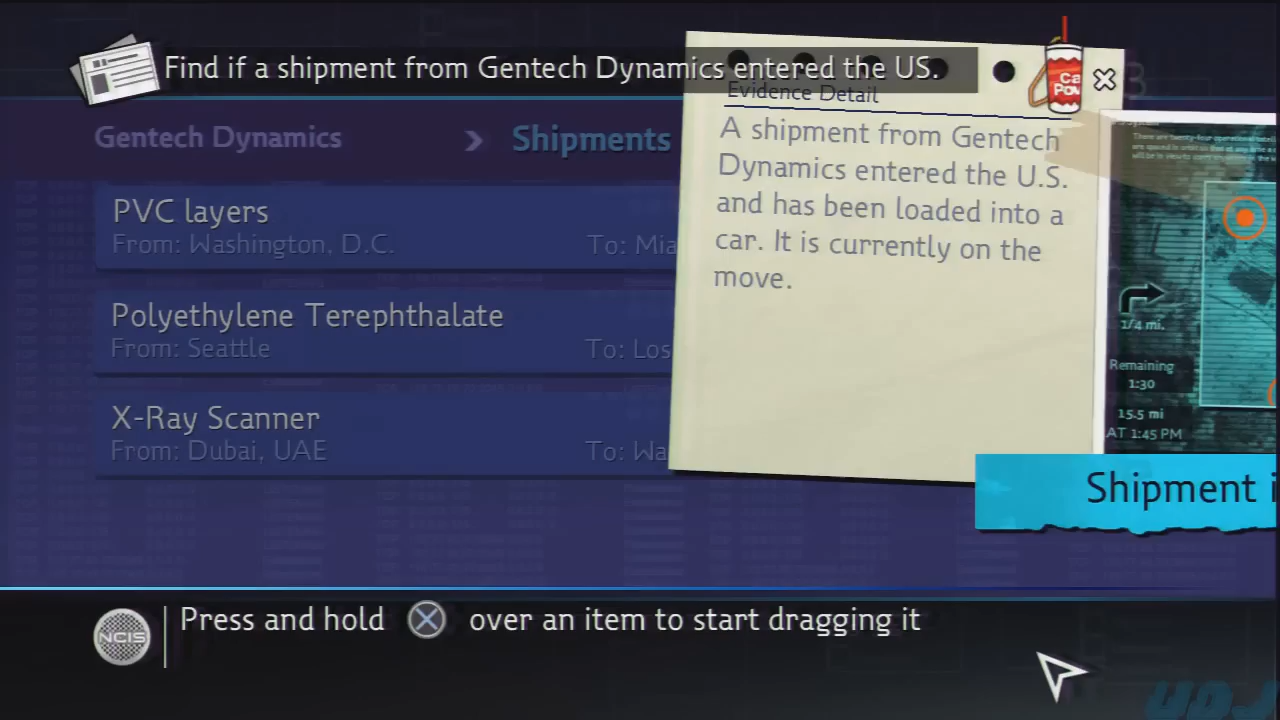 Find if a shipment from Gentech Dynamics entered the US.
Evidence Detail
Gentech Dynamics
Shipments
A shipment from Gentech
Dynamics entered the U.S.
and has been loaded into a
car. It is currently on the
move.
PVC layers
From: Washington, D.C.
To: Mia
Polyethylene Terephthalate
From: Seattle
To: Los
X-Ray Scanner
From: Dubai, UAE
To: Wa
Ca
Pow
3
1/4 mi.
Remaining
1:30
15.5 mi
AT 1:45 PM
Shipment i
NCIS
Press and hold
over an item to start dragging it